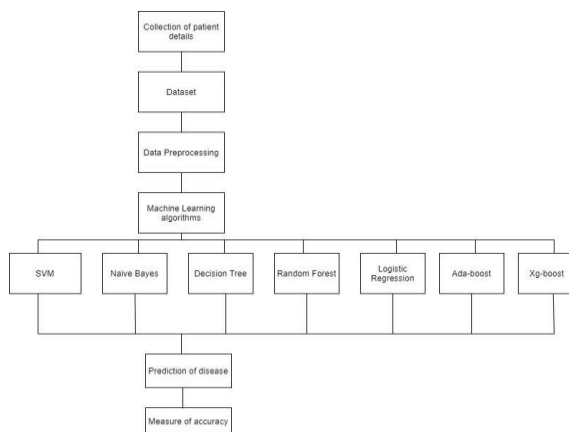 Collection of patient
details
Dataset
Data Preprocessing
Machine Learning
algorithms
SVM
Naive Bayes
Decision Tree
Random Forest
Logistic
Regression
Ada-boost
Xg-boost
Prediction of disease
Measure of accuracy